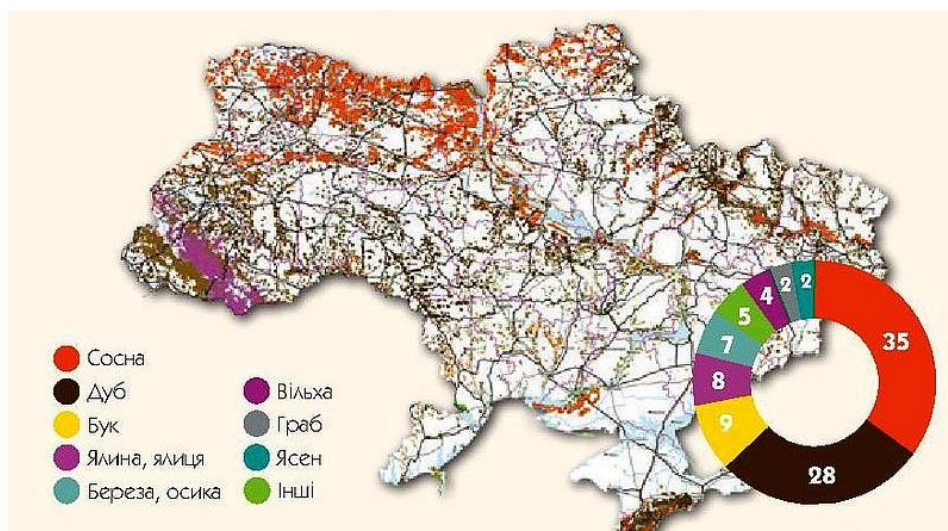 Сосна
Дуб
Бук
Ялина, ялиця
Береза, осика
Вільха
Граб
Ясен
Інші
35
28
9
8
7
5
4
2
2